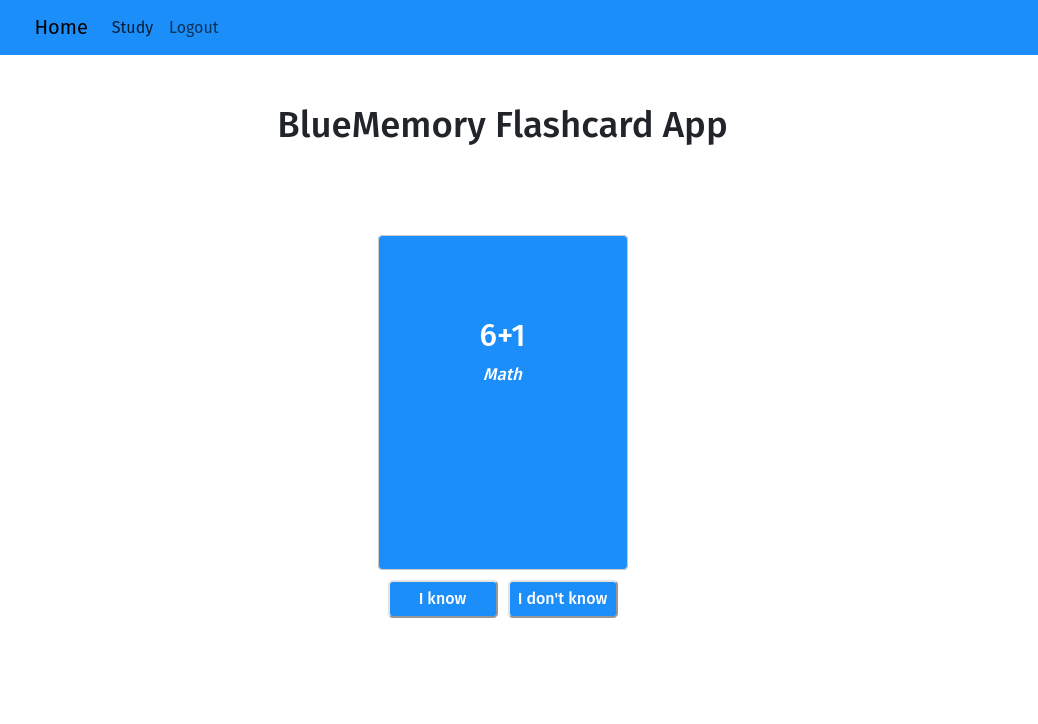 Home Study Logout
BlueMemory Flashcard App
6+1
Math
I know I don't know